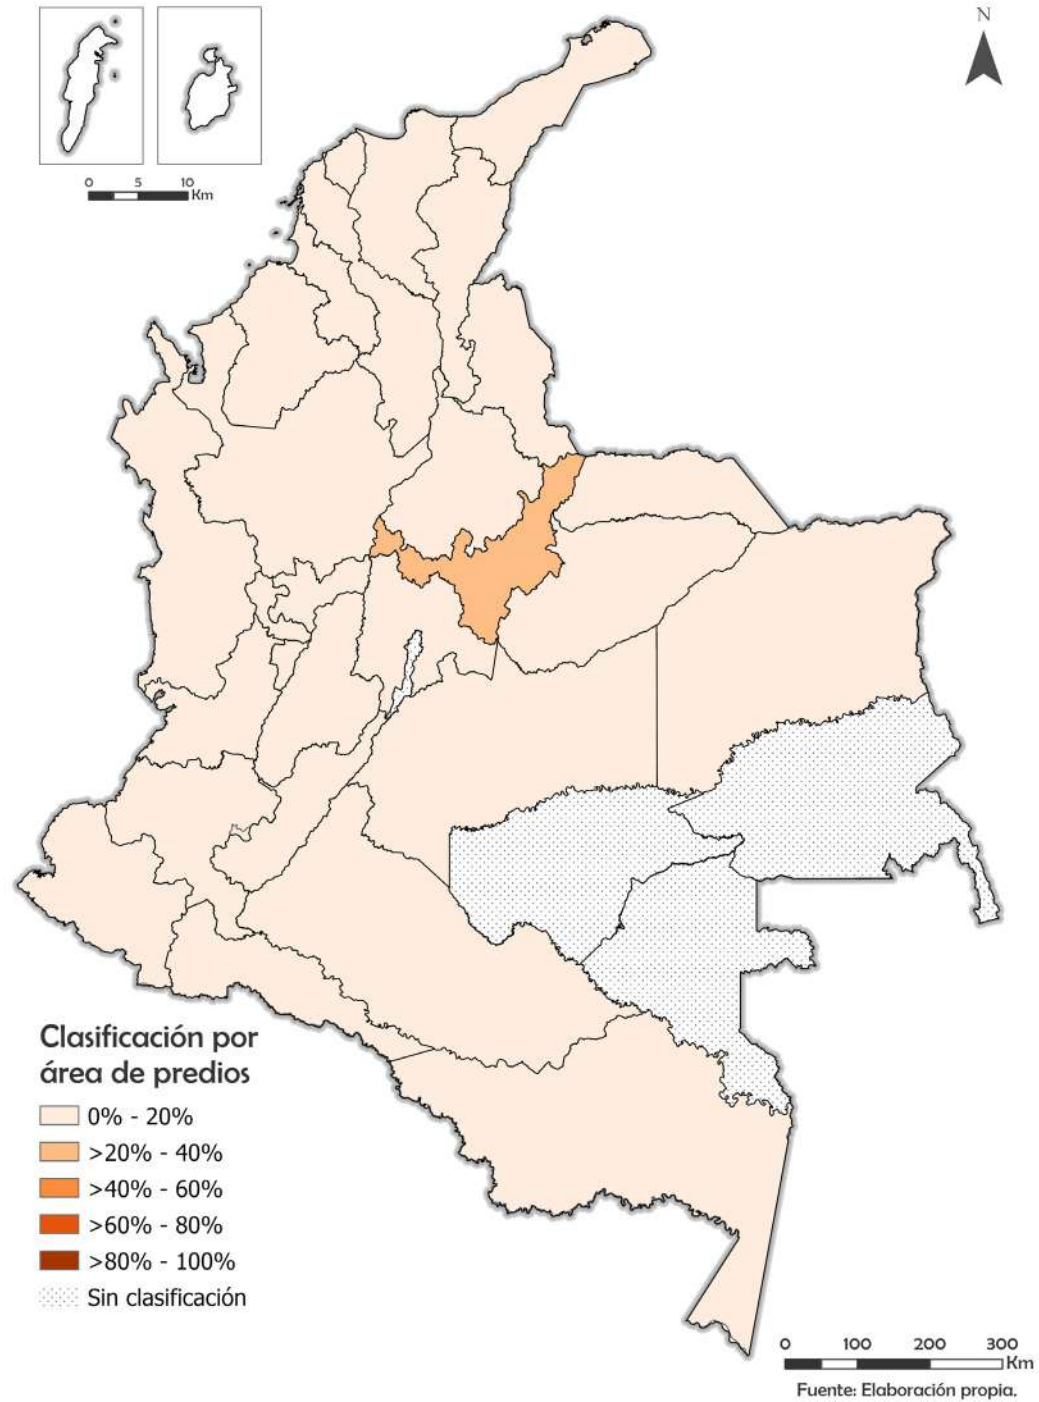 N
0 5 10
Km
Clasificación por
área de predios
0% - 20%
>20% - 40%
>40% - 60%
>60% - 80%
>80% - 100%
Sin clasificación
0 100 200 300
Km
Fuente: Elaboración propia.